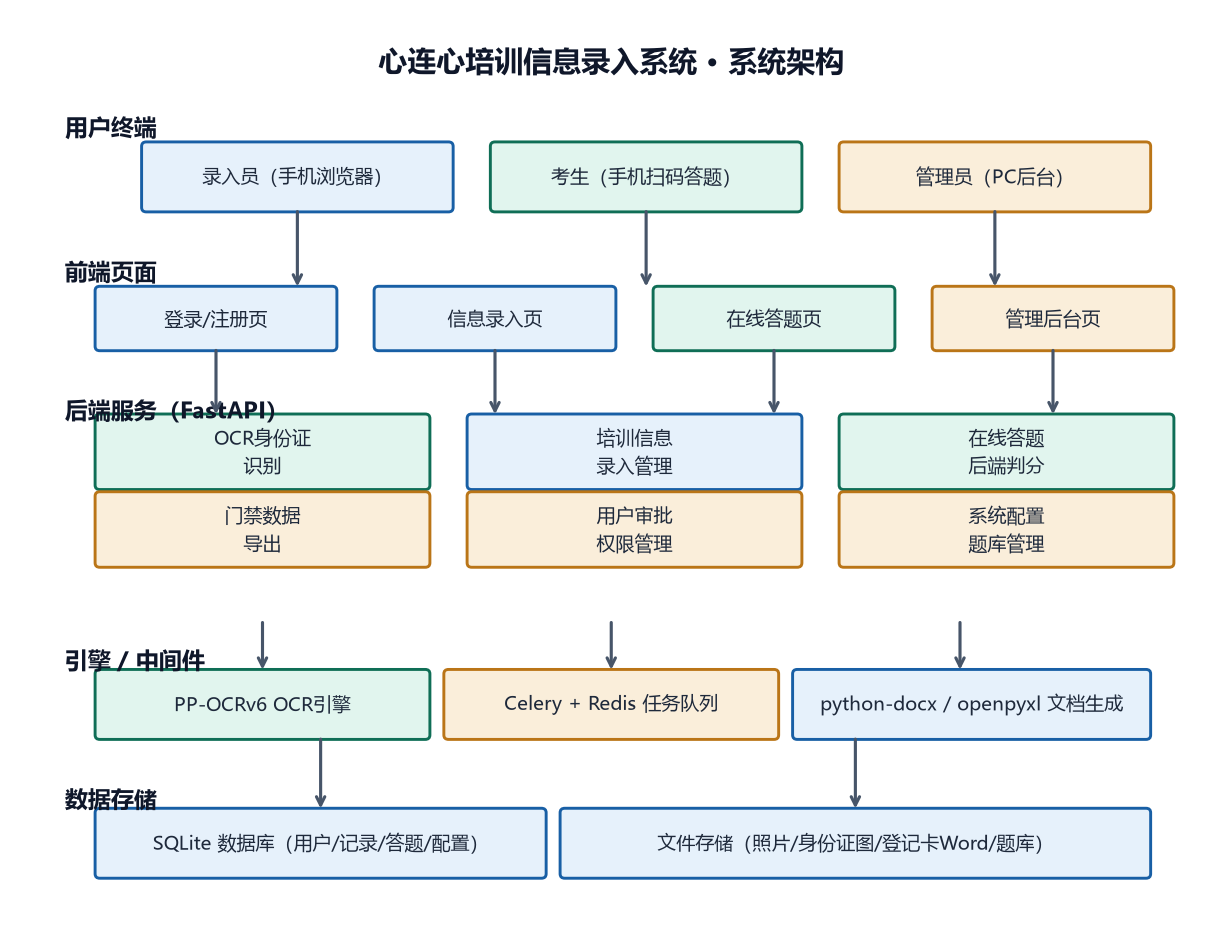 心连心培训信息录入系统 · 系统架构
用户终端
录入员（手机浏览器）
考生（手机扫码答题）
管理员（PC后台）
前端页面
登录/注册页
信息录入页
在线答题页
管理后台页
后端服务（FastAPI）
OCR身份证
识别
培训信息
录入管理
在线答题
后端判分
门禁数据
导出
用户审批
权限管理
系统配置
题库管理
引擎 / 中间件
PP-OCRv6 OCR引擎
Celery + Redis 任务队列
python-docx / openpyxl 文档生成
数据存储
SQLite 数据库（用户/记录/答题/配置）
文件存储（照片/身份证图/登记卡Word/题库）